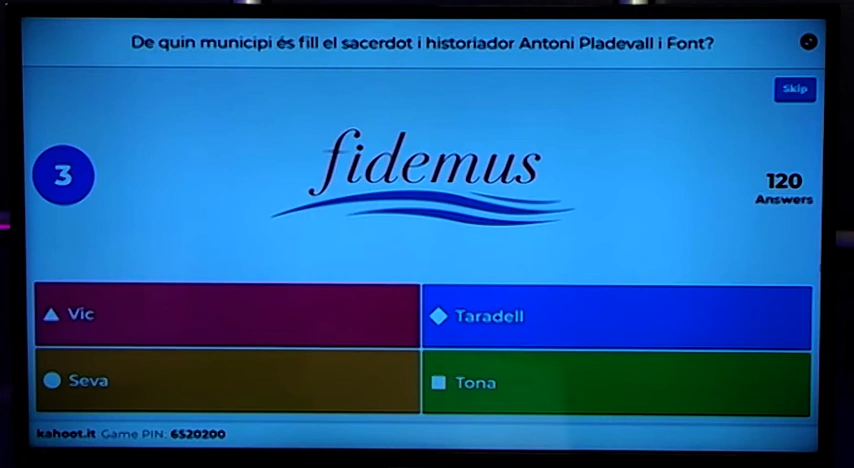 De quin municipi és fill el sacerdot i historiador Antoni Pladevall i Font?
Skip
3
fidemus
120
Answers
Vic
Taradell
Seva
Tona
kahoot.it Game PIN: 6520200